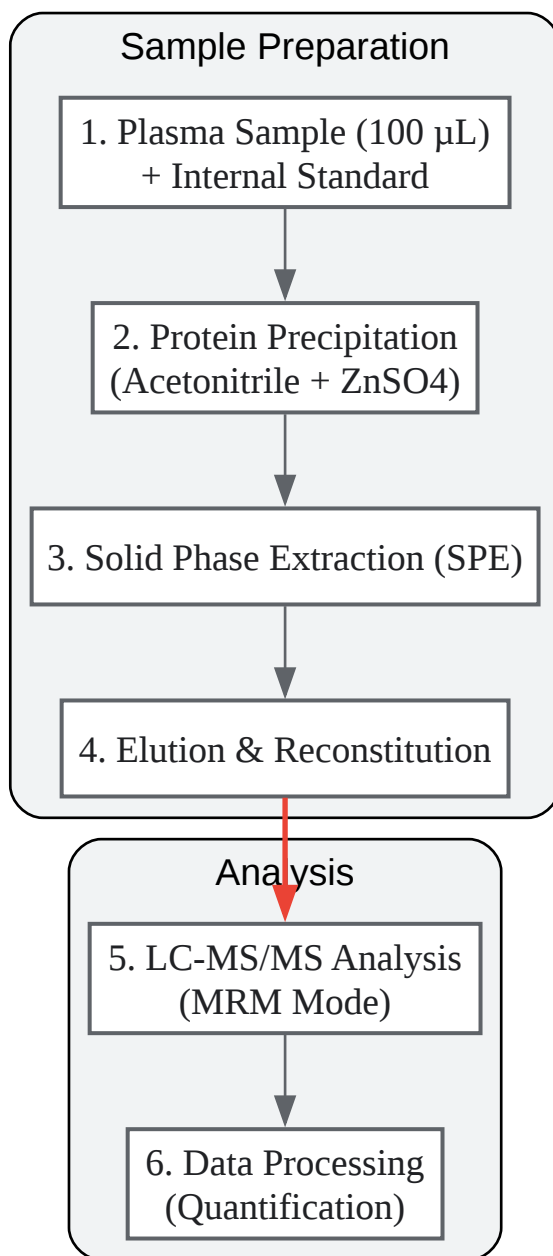 Sample Preparation
1. Plasma Sample (100 µL)
+ Internal Standard
2. Protein Precipitation
(Acetonitrile + ZnSO4)
3. Solid Phase Extraction (SPE)
4. Elution & Reconstitution
Analysis
5. LC-MS/MS Analysis
(MRM Mode)
6. Data Processing
(Quantification)